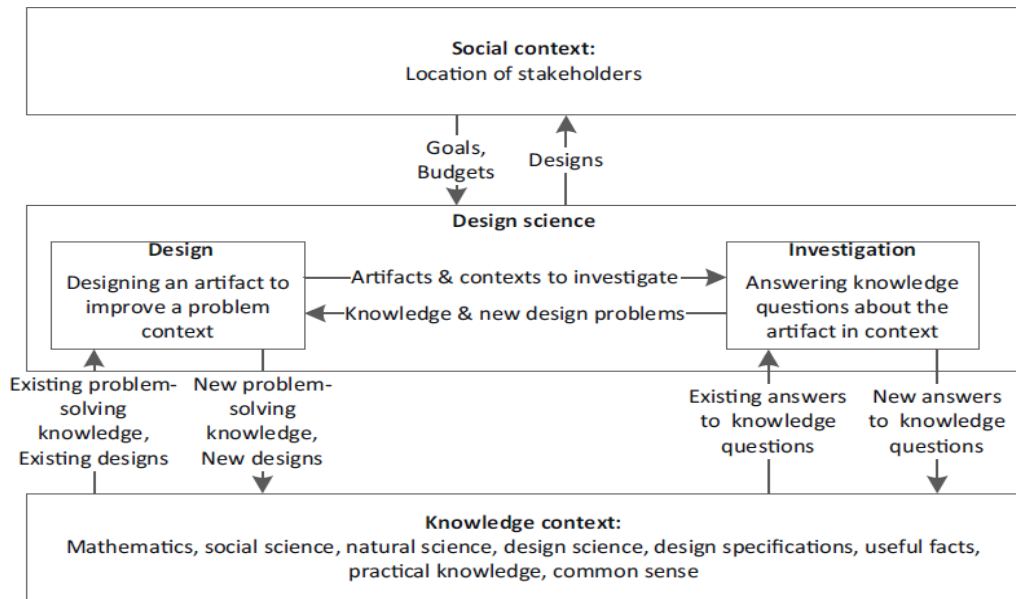 Social context:
Location of stakeholders
Goals,
Budgets
Designs
Design science
Design
Designing an artifact to
improve a problem
context
Artifacts & contexts to investigate
Knowledge & new design problems
Investigation
Answering knowledge
questions about the
artifact in context
Existing problem-
solving
knowledge,
Existing designs
New problem-
solving
knowledge,
New designs
Existing answers
to knowledge
questions
New answers
to knowledge
questions
Knowledge context:
Mathematics, social science, natural science, design science, design specifications, useful facts,
practical knowledge, common sense